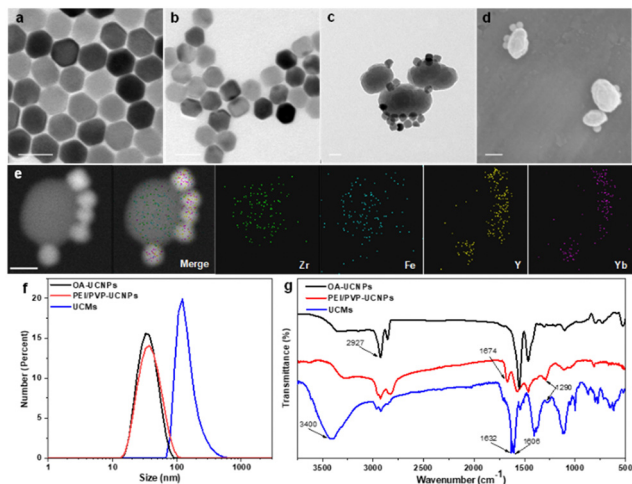 a
b
c
d
e
Merge
Zr
Fe
Y
Yb
f
OA-UCNPs
PEI/PVP-UCNPs
UCMs
Number (Percent)
20
15
10
5
0
1
10
100
1000
Size (nm)
g
OA-UCNPs
PEI/PVP-UCNPs
UCMs
Transmittance (%)
2927
1674
1290
3400
1632
1606
3500
3000
2500
2000
1500
1000
500
Wavenumber (cm⁻¹)